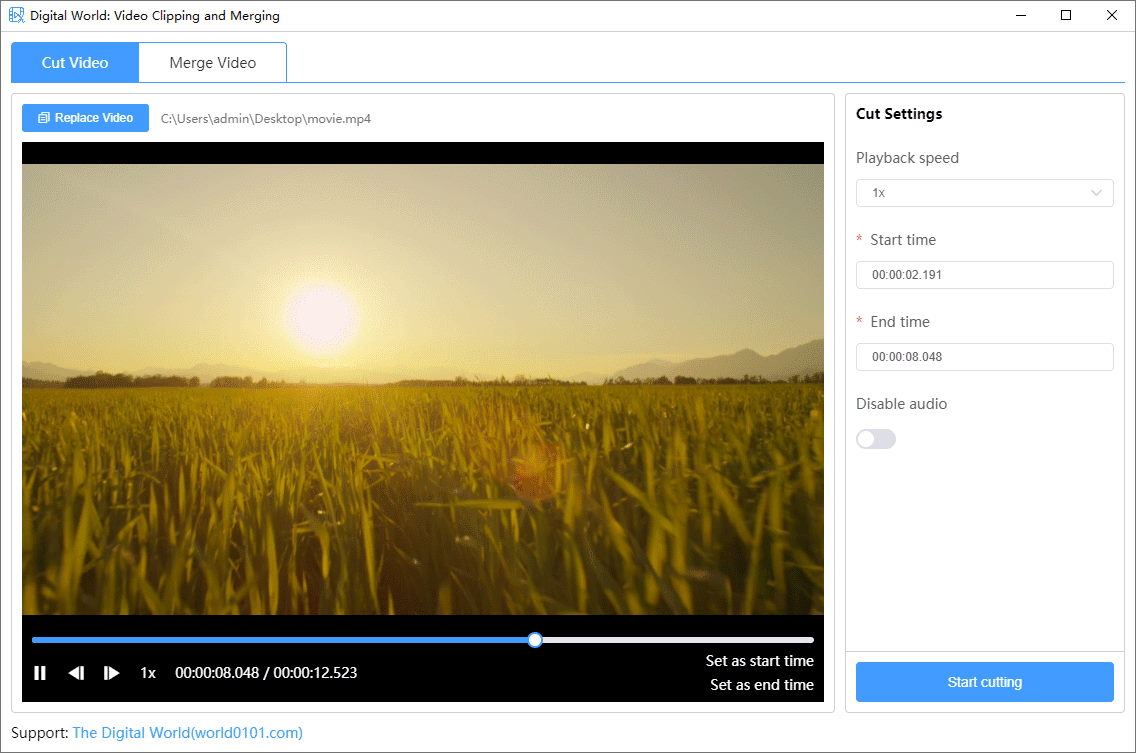 Digital World: Video Clipping and Merging
Cut Video
Merge Video
Replace Video
C:\Users\admin\Desktop\movie.mp4
Cut Settings
Playback speed
1x
* Start time
00:00:02.191
* End time
00:00:08.048
Disable audio
1x
00:00:08.048 / 00:00:12.523
Set as start time
Set as end time
Start cutting
Support: The Digital World(world0101.com)